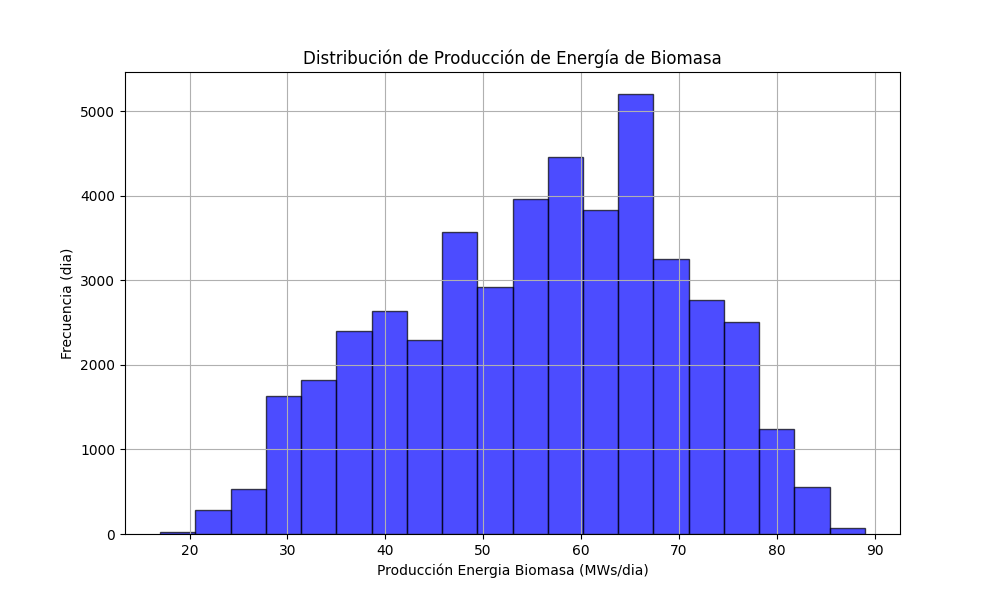 Distribución de Producción de Energía de Biomasa
5000
4000
3000
2000
1000
0
Frecuencia (dia)
20 30 40 50 60 70 80 90
Producción Energia Biomasa (MWs/dia)